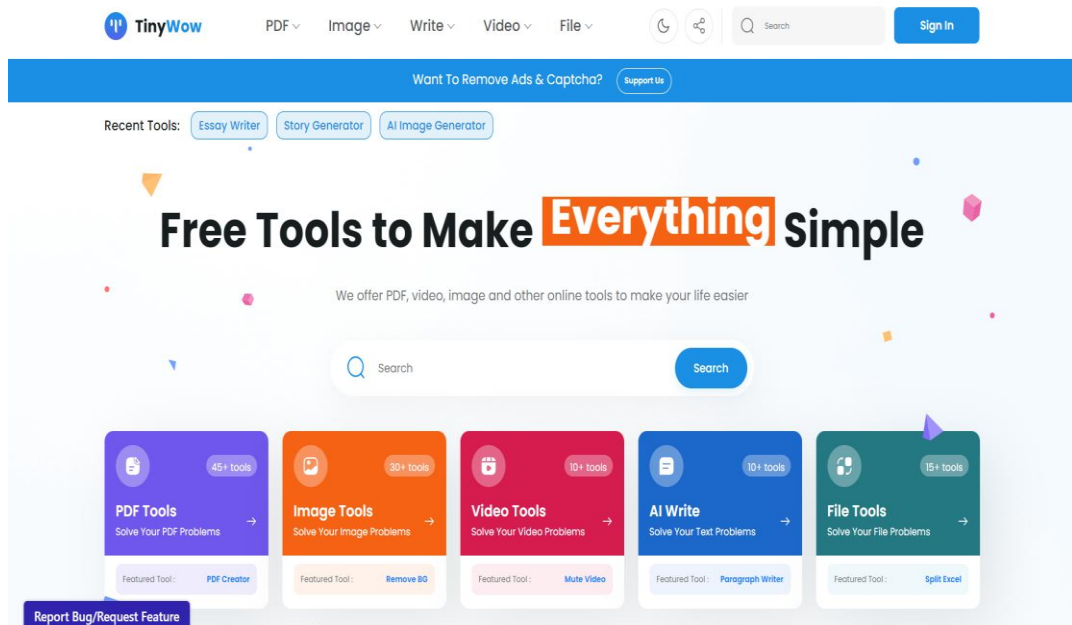 TinyWow PDF Image Write Video File Search Sign In
Want To Remove Ads & Captcha? Support Us
Recent Tools: Essay Writer Story Generator AI Image Generator
Free Tools to Make Everything Simple
We offer PDF, video, image and other online tools to make your life easier
Search Search
45+ tools 30+ tools 10+ tools 10+ tools 15+ tools
PDF Tools Image Tools Video Tools AI Write File Tools
Solve Your PDF Problems Solve Your Image Problems Solve Your Video Problems Solve Your Text Problems Solve Your File Problems
Featured Tool : PDF Creator Featured Tool : Remove BG Featured Tool : Mute Video Featured Tool : Paragraph Writer Featured Tool : Split Excel
Report Bug/Request Feature